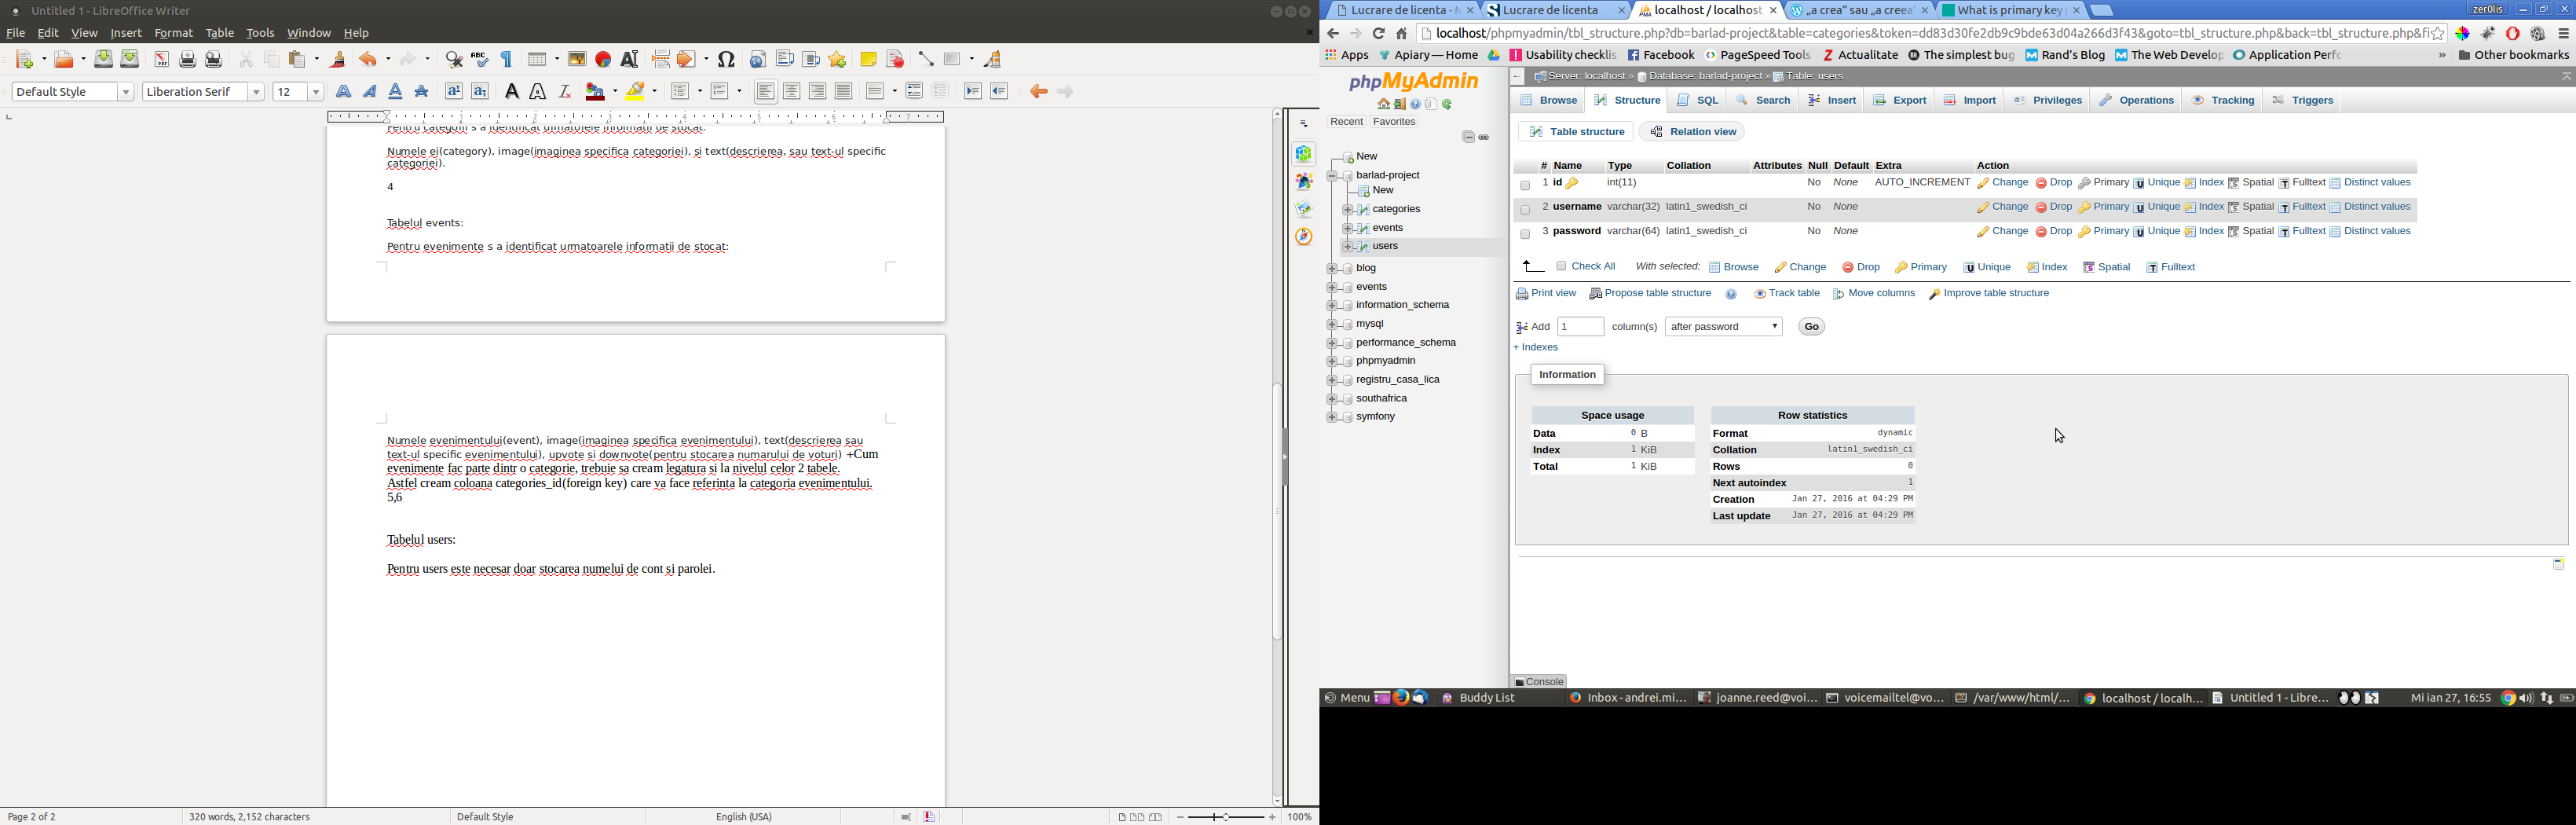 Untitled 1 - LibreOffice Writer
File Edit View Insert Format Table Tools Window Help
Default Style Liberation Serif 12
Pentru categorii s a identificat urmatoarele informatii de stocat:
Numele ei(category), image(imaginea specifica categoriei), si text(descrierea, sau text-ul specific
categoriei).
4
Tabelul events:
Pentru evenimente s a identificat urmatoarele informatii de stocat:
Numele evenimentului(event), image(imaginea specifica evenimentului), text(descrierea sau
text-ul specific evenimentului), upvote si downvote(pentru stocarea numarului de voturi) +Cum
evenimente fac parte dintr o categorie, trebuie sa cream legatura si la nivelul celor 2 tabele.
Astfel cream coloana categories_id(foreign key) care va face referinta la categoria evenimentului.
5,6
Tabelul users:
Pentru users este necesar doar stocarea numelui de cont si parolei.
Page 2 of 2 320 words, 2,152 characters Default Style English (USA) 100%
Lucrare de licenta - Lucrare de licenta localhost / localhost „a crea” sau „a creea What is primary key zer0lis
localhost/phpmyadmin/tbl_structure.php?db=barlad-project&table=categories&token=dd83d30fe2db9c9bde63d04a266d3f43&goto=tbl_structure.php&back=tbl_structure.php&fi
Apps Apiary — Home Usability checklis Facebook PageSpeed Tools Actualitate The simplest bug Rand's Blog The Web Develop Application Perfc » Other bookmarks
phpMyAdmin
Recent Favorites
New
barlad-project
New
categories
events
users
blog
events
information_schema
mysql
performance_schema
phpmyadmin
registru_casa_lica
southafrica
symfony
Server: localhost » Database: barlad-project » Table: users
Browse Structure SQL Search Insert Export Import Privileges Operations Tracking Triggers
Table structure Relation view
# Name Type Collation Attributes Null Default Extra Action
1 id int(11) No None AUTO_INCREMENT Change Drop Primary Unique Index Spatial Fulltext Distinct values
2 username varchar(32) latin1_swedish_ci No None Change Drop Primary Unique Index Spatial Fulltext Distinct values
3 password varchar(64) latin1_swedish_ci No None Change Drop Primary Unique Index Spatial Fulltext Distinct values
Check All With selected: Browse Change Drop Primary Unique Index Spatial Fulltext
Print view Propose table structure Track table Move columns Improve table structure
Add 1 column(s) after password Go
+ Indexes
Information
Space usage
Data 0 B
Index 1 KiB
Total 1 KiB
Row statistics
Format dynamic
Collation latin1_swedish_ci
Rows 0
Next autoindex 1
Creation Jan 27, 2016 at 04:29 PM
Last update Jan 27, 2016 at 04:29 PM
Console
Menu Buddy List Inbox - andrei.mi... joanne.reed@voi... voicemailtel@vo... /var/www/html/... localhost / localh... Untitled 1 - Libre... Mi ian 27, 16:55